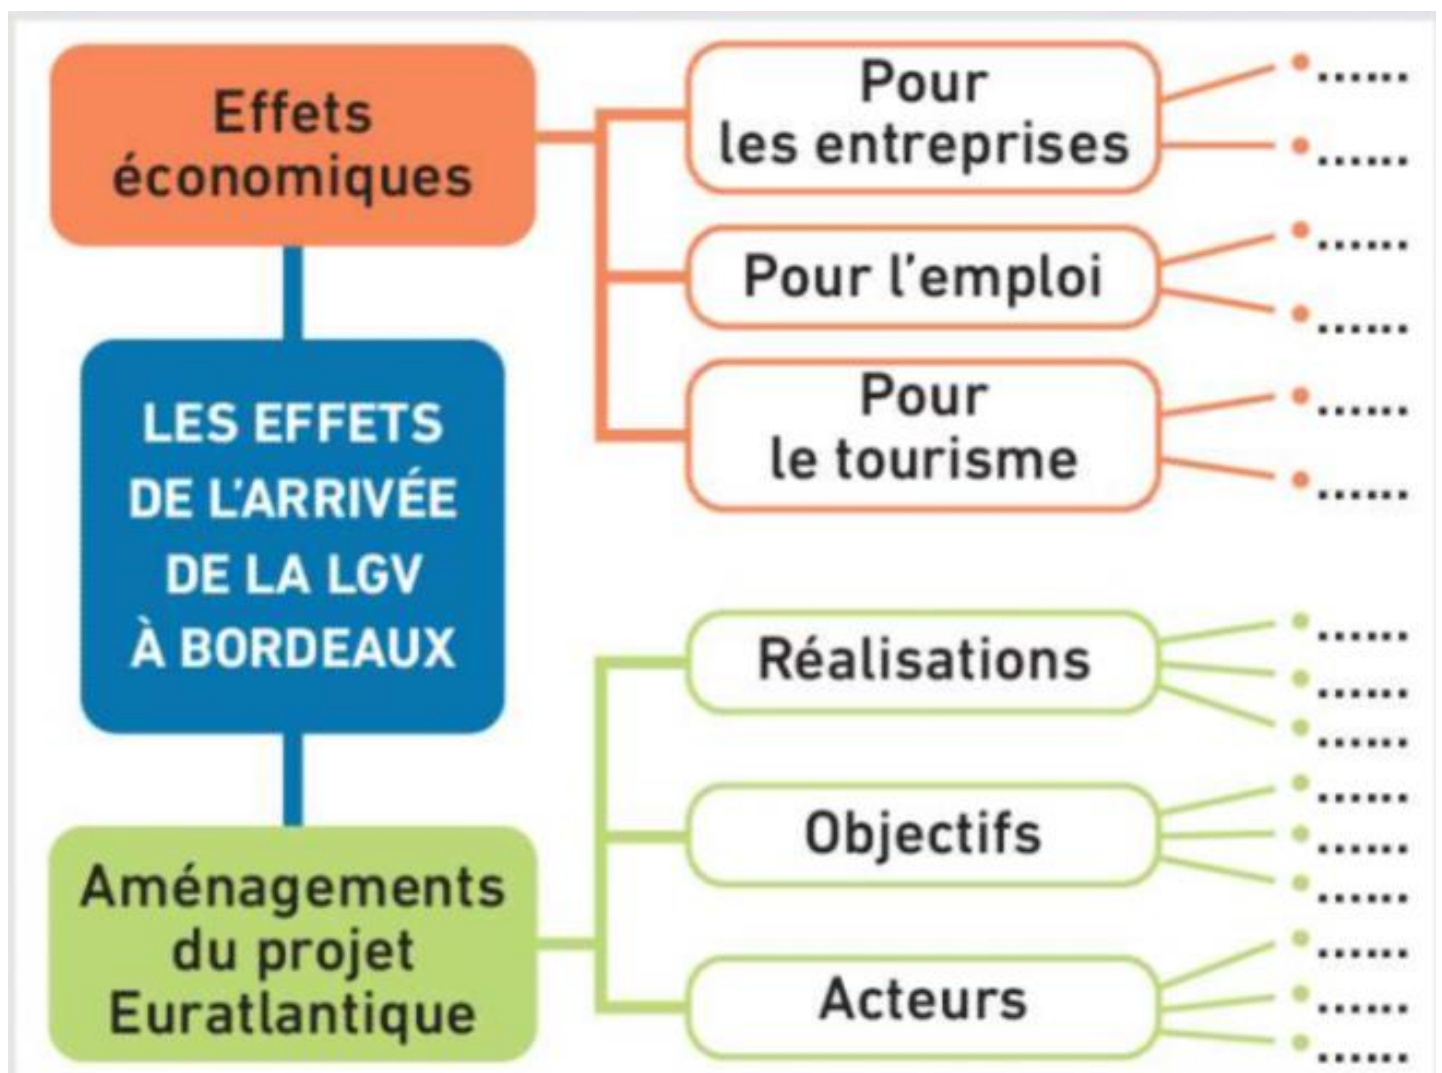 Effets
économiques
Pour
les entreprises
......
......
Pour l'emploi
......
......
Pour
le tourisme
......
......
LES EFFETS
DE L'ARRIVÉE
DE LA LGV
À BORDEAUX
Aménagements
du projet
Euratlantique
Réalisations
......
......
......
Objectifs
......
......
......
Acteurs
......
......
......